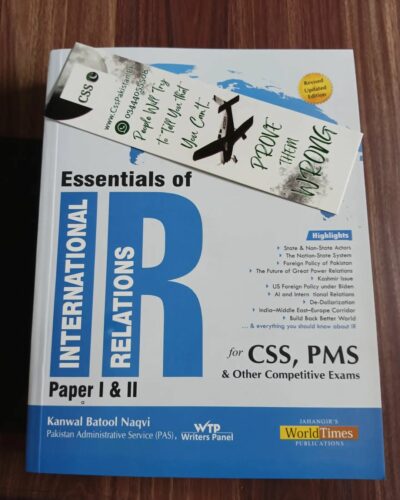 CSS
People Will Try
to Tell You That
You Can't
PROVE
THEM
WRONG
Revised
Updated
Edition
Essentials of
INTERNATIONAL
RELATIONS
IR
Paper I & II
Highlights
State & Non-State Actors
The Nation-State System
Foreign Policy of Pakistan
The Future of Great Power Relations
Kashmir Issue
US Foreign Policy under Biden
AI and Intern. tional Relations
De-Dollarization
India-Middle East-Europe Corridor
Build Back Better World
... & everything you should know about IR
for CSS, PMS
& Other Competitive Exams
Kanwal Batool Naqvi
Pakistan Administrative Service (PAS),
WTP
Writers Panel
JAHANGIR'S
WorldTimes
PUBLICATIONS